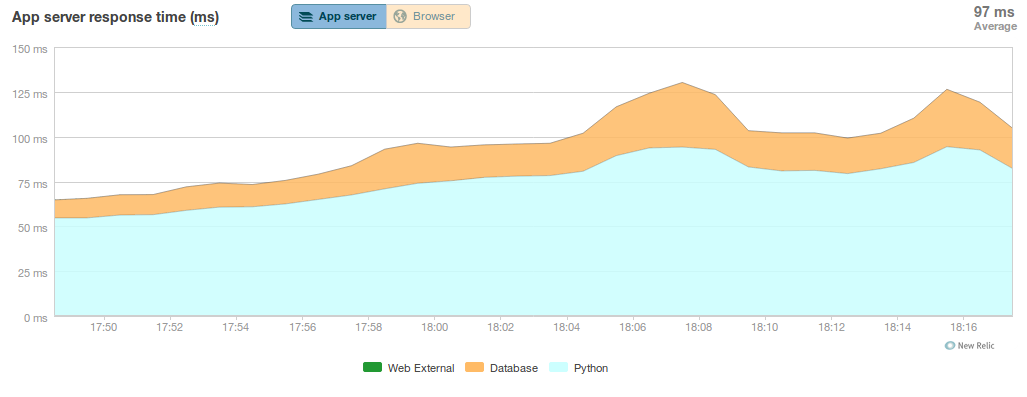 App server response time (ms)
App server
Browser
97 ms
Average
150 ms
125 ms
100 ms
75 ms
50 ms
25 ms
0 ms
17:50 17:52 17:54 17:56 17:58 18:00 18:02 18:04 18:06 18:08 18:10 18:12 18:14 18:16
New Relic
Web External Database Python